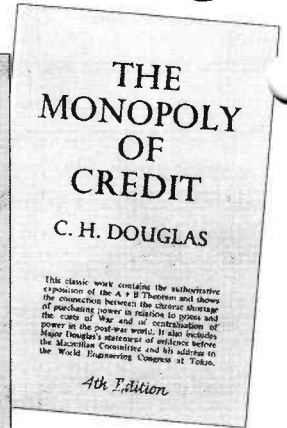 THE
MONOPOLY
OF
CREDIT
C. H. DOUGLAS
This classic work contains the authoritative
exposition of the A + B Theorem and shows
the connection between the chronic shortage
of purchasing power in relation to prices and
the costs of War and of centralisation of
power in the post-war world. It also includes
Major Douglas's statement of evidence before
the Macmillan Committee and his address to
the World Engineering Congress at Tokyo.
4th Edition